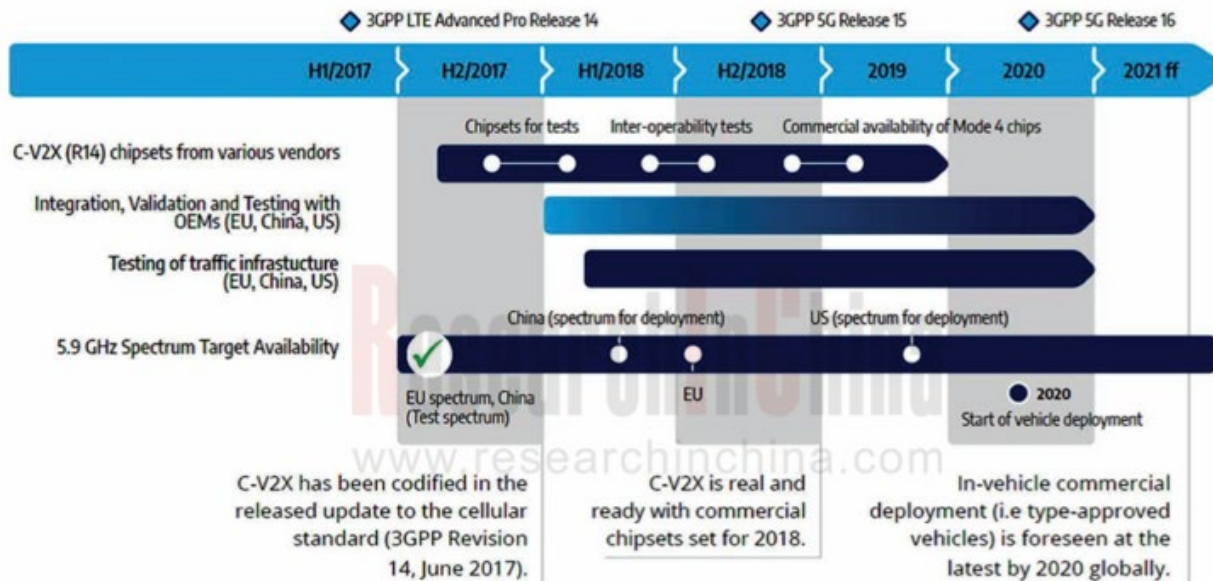 3GPP LTE Advanced Pro Release 14
3GPP 5G Release 15
3GPP 5G Release 16
H1/2017
H2/2017
H1/2018
H2/2018
2019
2020
2021 ff
Chipsets for tests
Inter-operability tests
Commercial availability of Mode 4 chips
C-V2X (R14) chipsets from various vendors
Integration, Validation and Testing with
OEMs (EU, China, US)
Testing of traffic infrastucture
(EU, China, US)
China (spectrum for deployment)
US (spectrum for deployment)
5.9 GHz Spectrum Target Availability
EU spectrum, China
(Test spectrum)
EU
2020
Start of vehicle deployment
ResearchInChina
www.researchinchina.com
C-V2X has been codified in the
released update to the cellular
standard (3GPP Revision
14, June 2017).
C-V2X is real and
ready with commercial
chipsets set for 2018.
In-vehicle commercial
deployment (i.e type-approved
vehicles) is foreseen at the
latest by 2020 globally.